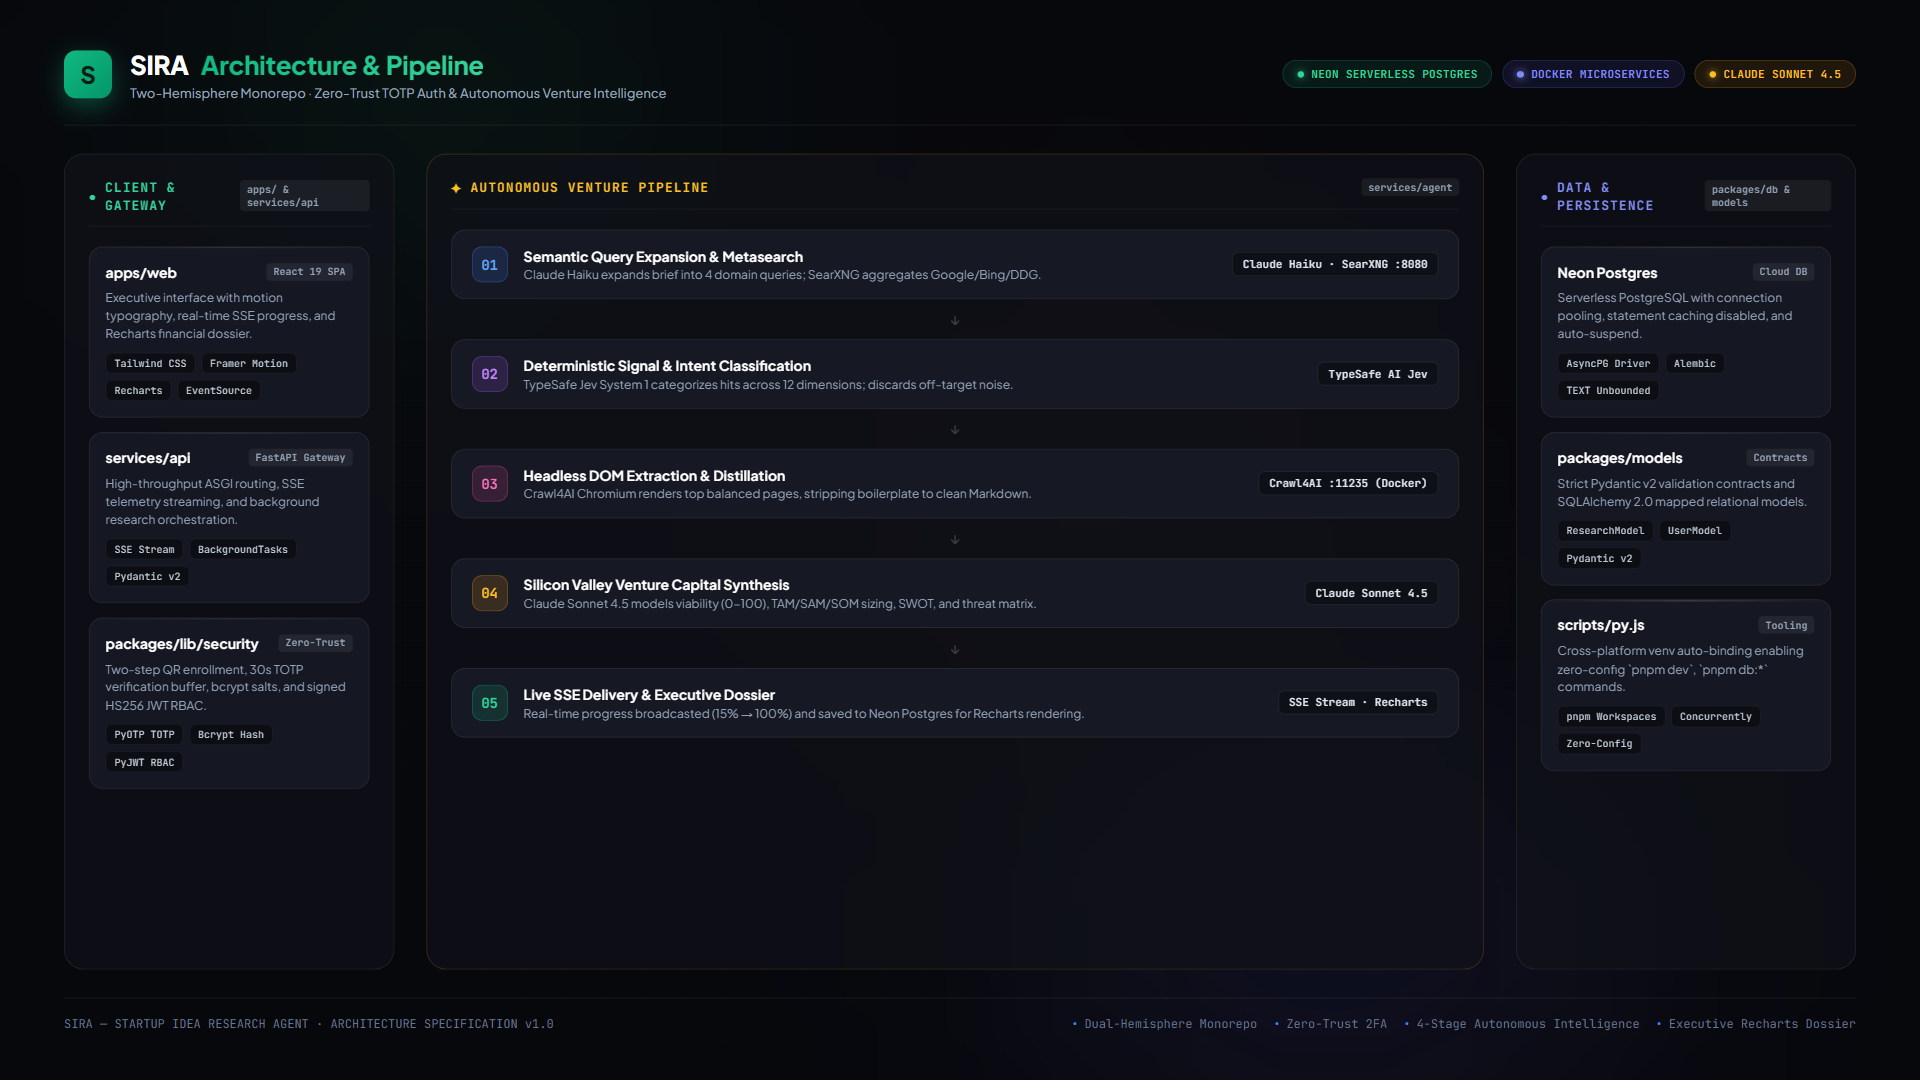 S
SIRA Architecture & Pipeline
Two-Hemisphere Monorepo · Zero-Trust TOTP Auth & Autonomous Venture Intelligence
NEON SERVERLESS POSTGRES
DOCKER MICROSERVICES
CLAUDE SONNET 4.5
CLIENT &
GATEWAY
apps/ &
services/api
apps/web
React 19 SPA
Executive interface with motion
typography, real-time SSE progress, and
Recharts financial dossier.
Tailwind CSS
Framer Motion
Recharts
EventSource
services/api
FastAPI Gateway
High-throughput ASGI routing, SSE
telemetry streaming, and background
research orchestration.
SSE Stream
BackgroundTasks
Pydantic v2
packages/lib/security
Zero-Trust
Two-step QR enrollment, 30s TOTP
verification buffer, bcrypt salts, and signed
HS256 JWT RBAC.
PyOTP TOTP
Bcrypt Hash
PyJWT RBAC
✦ AUTONOMOUS VENTURE PIPELINE
services/agent
01
Semantic Query Expansion & Metasearch
Claude Haiku expands brief into 4 domain queries; SearXNG aggregates Google/Bing/DDG.
Claude Haiku · SearXNG :8080
↓
02
Deterministic Signal & Intent Classification
TypeSafe Jev System 1 categorizes hits across 12 dimensions; discards off-target noise.
TypeSafe AI Jev
↓
03
Headless DOM Extraction & Distillation
Crawl4AI Chromium renders top balanced pages, stripping boilerplate to clean Markdown.
Crawl4AI :11235 (Docker)
↓
04
Silicon Valley Venture Capital Synthesis
Claude Sonnet 4.5 models viability (0–100), TAM/SAM/SOM sizing, SWOT, and threat matrix.
Claude Sonnet 4.5
↓
05
Live SSE Delivery & Executive Dossier
Real-time progress broadcasted (15% → 100%) and saved to Neon Postgres for Recharts rendering.
SSE Stream · Recharts
DATA &
PERSISTENCE
packages/db &
models
Neon Postgres
Cloud DB
Serverless PostgreSQL with connection
pooling, statement caching disabled, and
auto-suspend.
AsyncPG Driver
Alembic
TEXT Unbounded
packages/models
Contracts
Strict Pydantic v2 validation contracts and
SQLAlchemy 2.0 mapped relational models.
ResearchModel
UserModel
Pydantic v2
scripts/py.js
Tooling
Cross-platform venv auto-binding enabling
zero-config `pnpm dev`, `pnpm db:*`
commands.
pnpm Workspaces
Concurrently
Zero-Config
SIRA — STARTUP IDEA RESEARCH AGENT · ARCHITECTURE SPECIFICATION v1.0
• Dual-Hemisphere Monorepo • Zero-Trust 2FA • 4-Stage Autonomous Intelligence • Executive Recharts Dossier